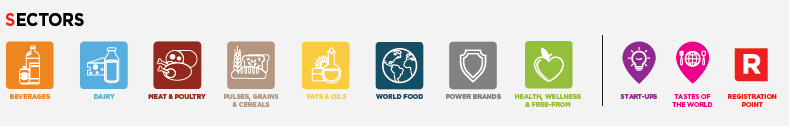 SECTORS
BEVERAGES
DAIRY
MEAT & POULTRY
PULSES, GRAINS
& CEREALS
FATS & OILS
WORLD FOOD
POWER BRANDS
HEALTH, WELLNESS
& FREE-FROM
START-UPS
TASTES OF
THE WORLD
R
REGISTRATION
POINT